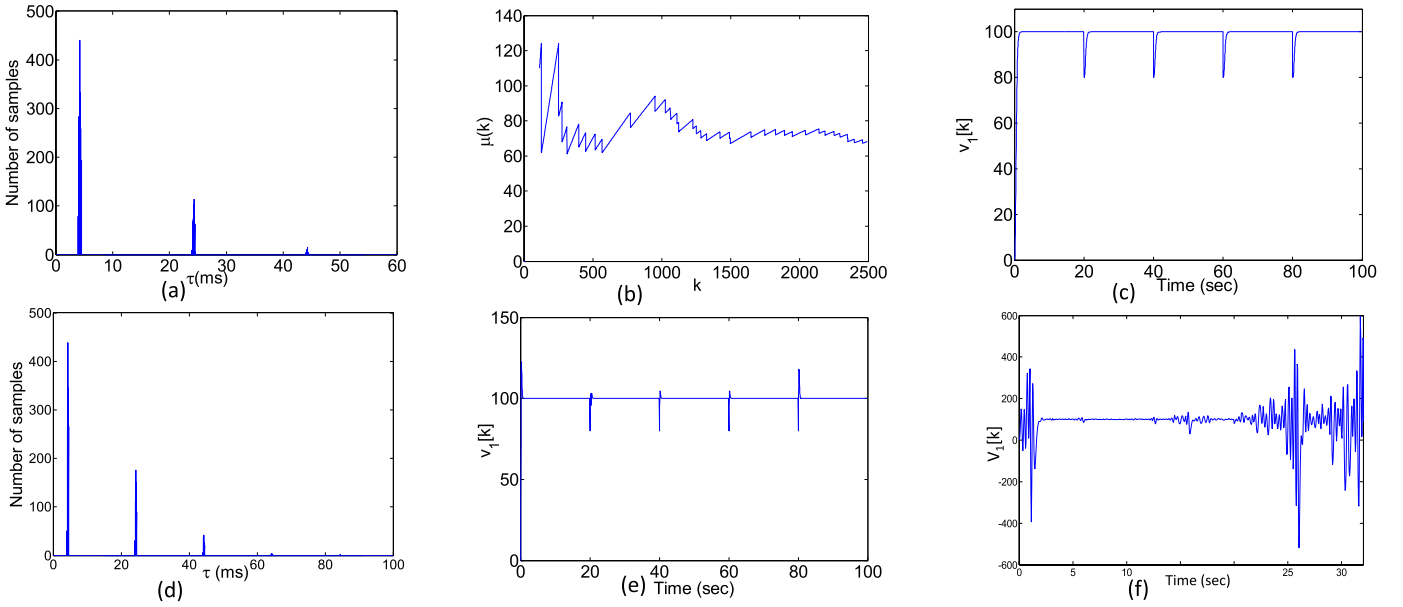 500
400
300
200
100
0
Number of samples
0 10 20 30 40 50 60
τ(ms)
(a)
140
120
100
80
60
40
20
0
μ(k)
0 500 1000 1500 2000 2500
k
(b)
100
80
60
40
20
0
v1[k]
0 20 40 60 80 100
Time (sec)
(c)
500
400
300
200
100
0
Number of samples
0 20 40 60 80 100
τ (ms)
(d)
150
100
50
0
v1[k]
0 20 40 60 80 100
Time (sec)
(e)
600
400
200
0
-200
-400
-600
V1[k]
0 5 10 25 30
Time (sec)
(f)